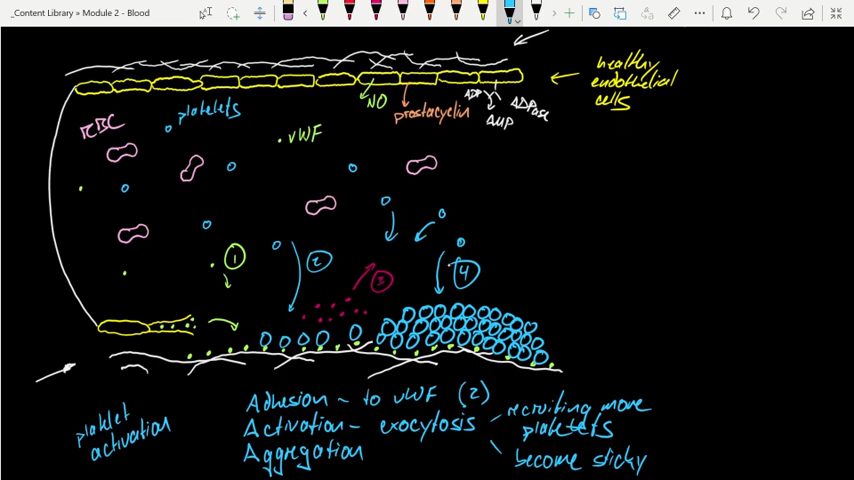 _Content Library » Module 2 - Blood
healthy
endothelical
cells
NO
prostacyclin
ADP
ADPase
AMP
RBC
platelets
vWF
1
2
3
4
platelet
activation
Adhesion ~ to vWF (2)
Activation - exocytosis
Aggregation
recruiting more
platelets
become sticky